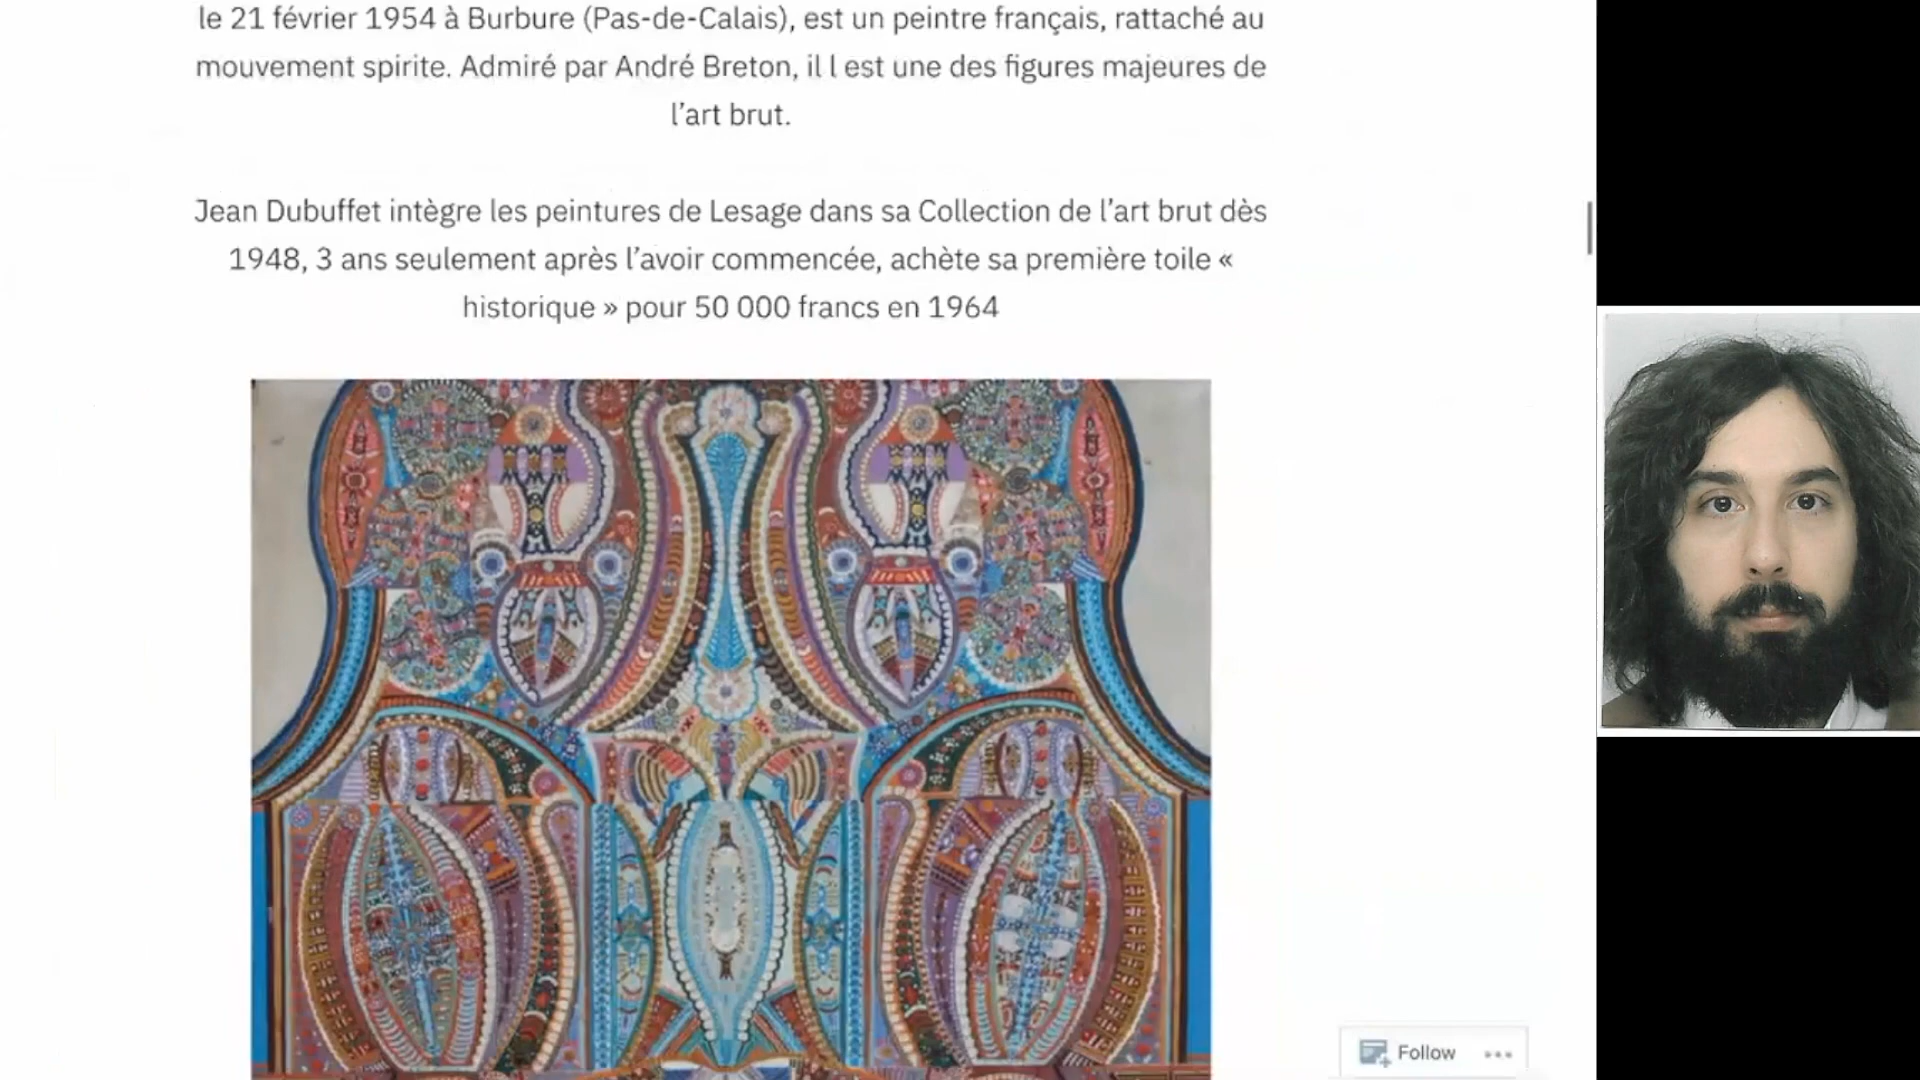 le 21 février 1954 à Burbure (Pas-de-Calais), est un peintre français, rattaché au
mouvement spirite. Admiré par André Breton, il l est une des figures majeures de
l’art brut.
Jean Dubuffet intègre les peintures de Lesage dans sa Collection de l’art brut dès
1948, 3 ans seulement après l’avoir commencée, achète sa première toile «
historique » pour 50 000 francs en 1964
Follow